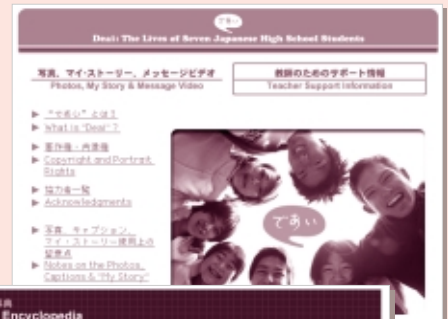 であい
Deai: The Lives of Seven Japanese High School Students
写真、マイ・ストーリー、メッセージビデオ
Photos, My Story & Message Video
教師のためのサポート情報
Teacher Support Information
"であい" とは?
What is "Deai"?
著作権・肖像権
Copyright and Portrait
Rights
協力者一覧
Acknowledgments
写真、キャプション、
マイ・ストーリー使用上の
留意点
Notes on the Photos,
Captions & "My Story"
であい
Encyclopedia